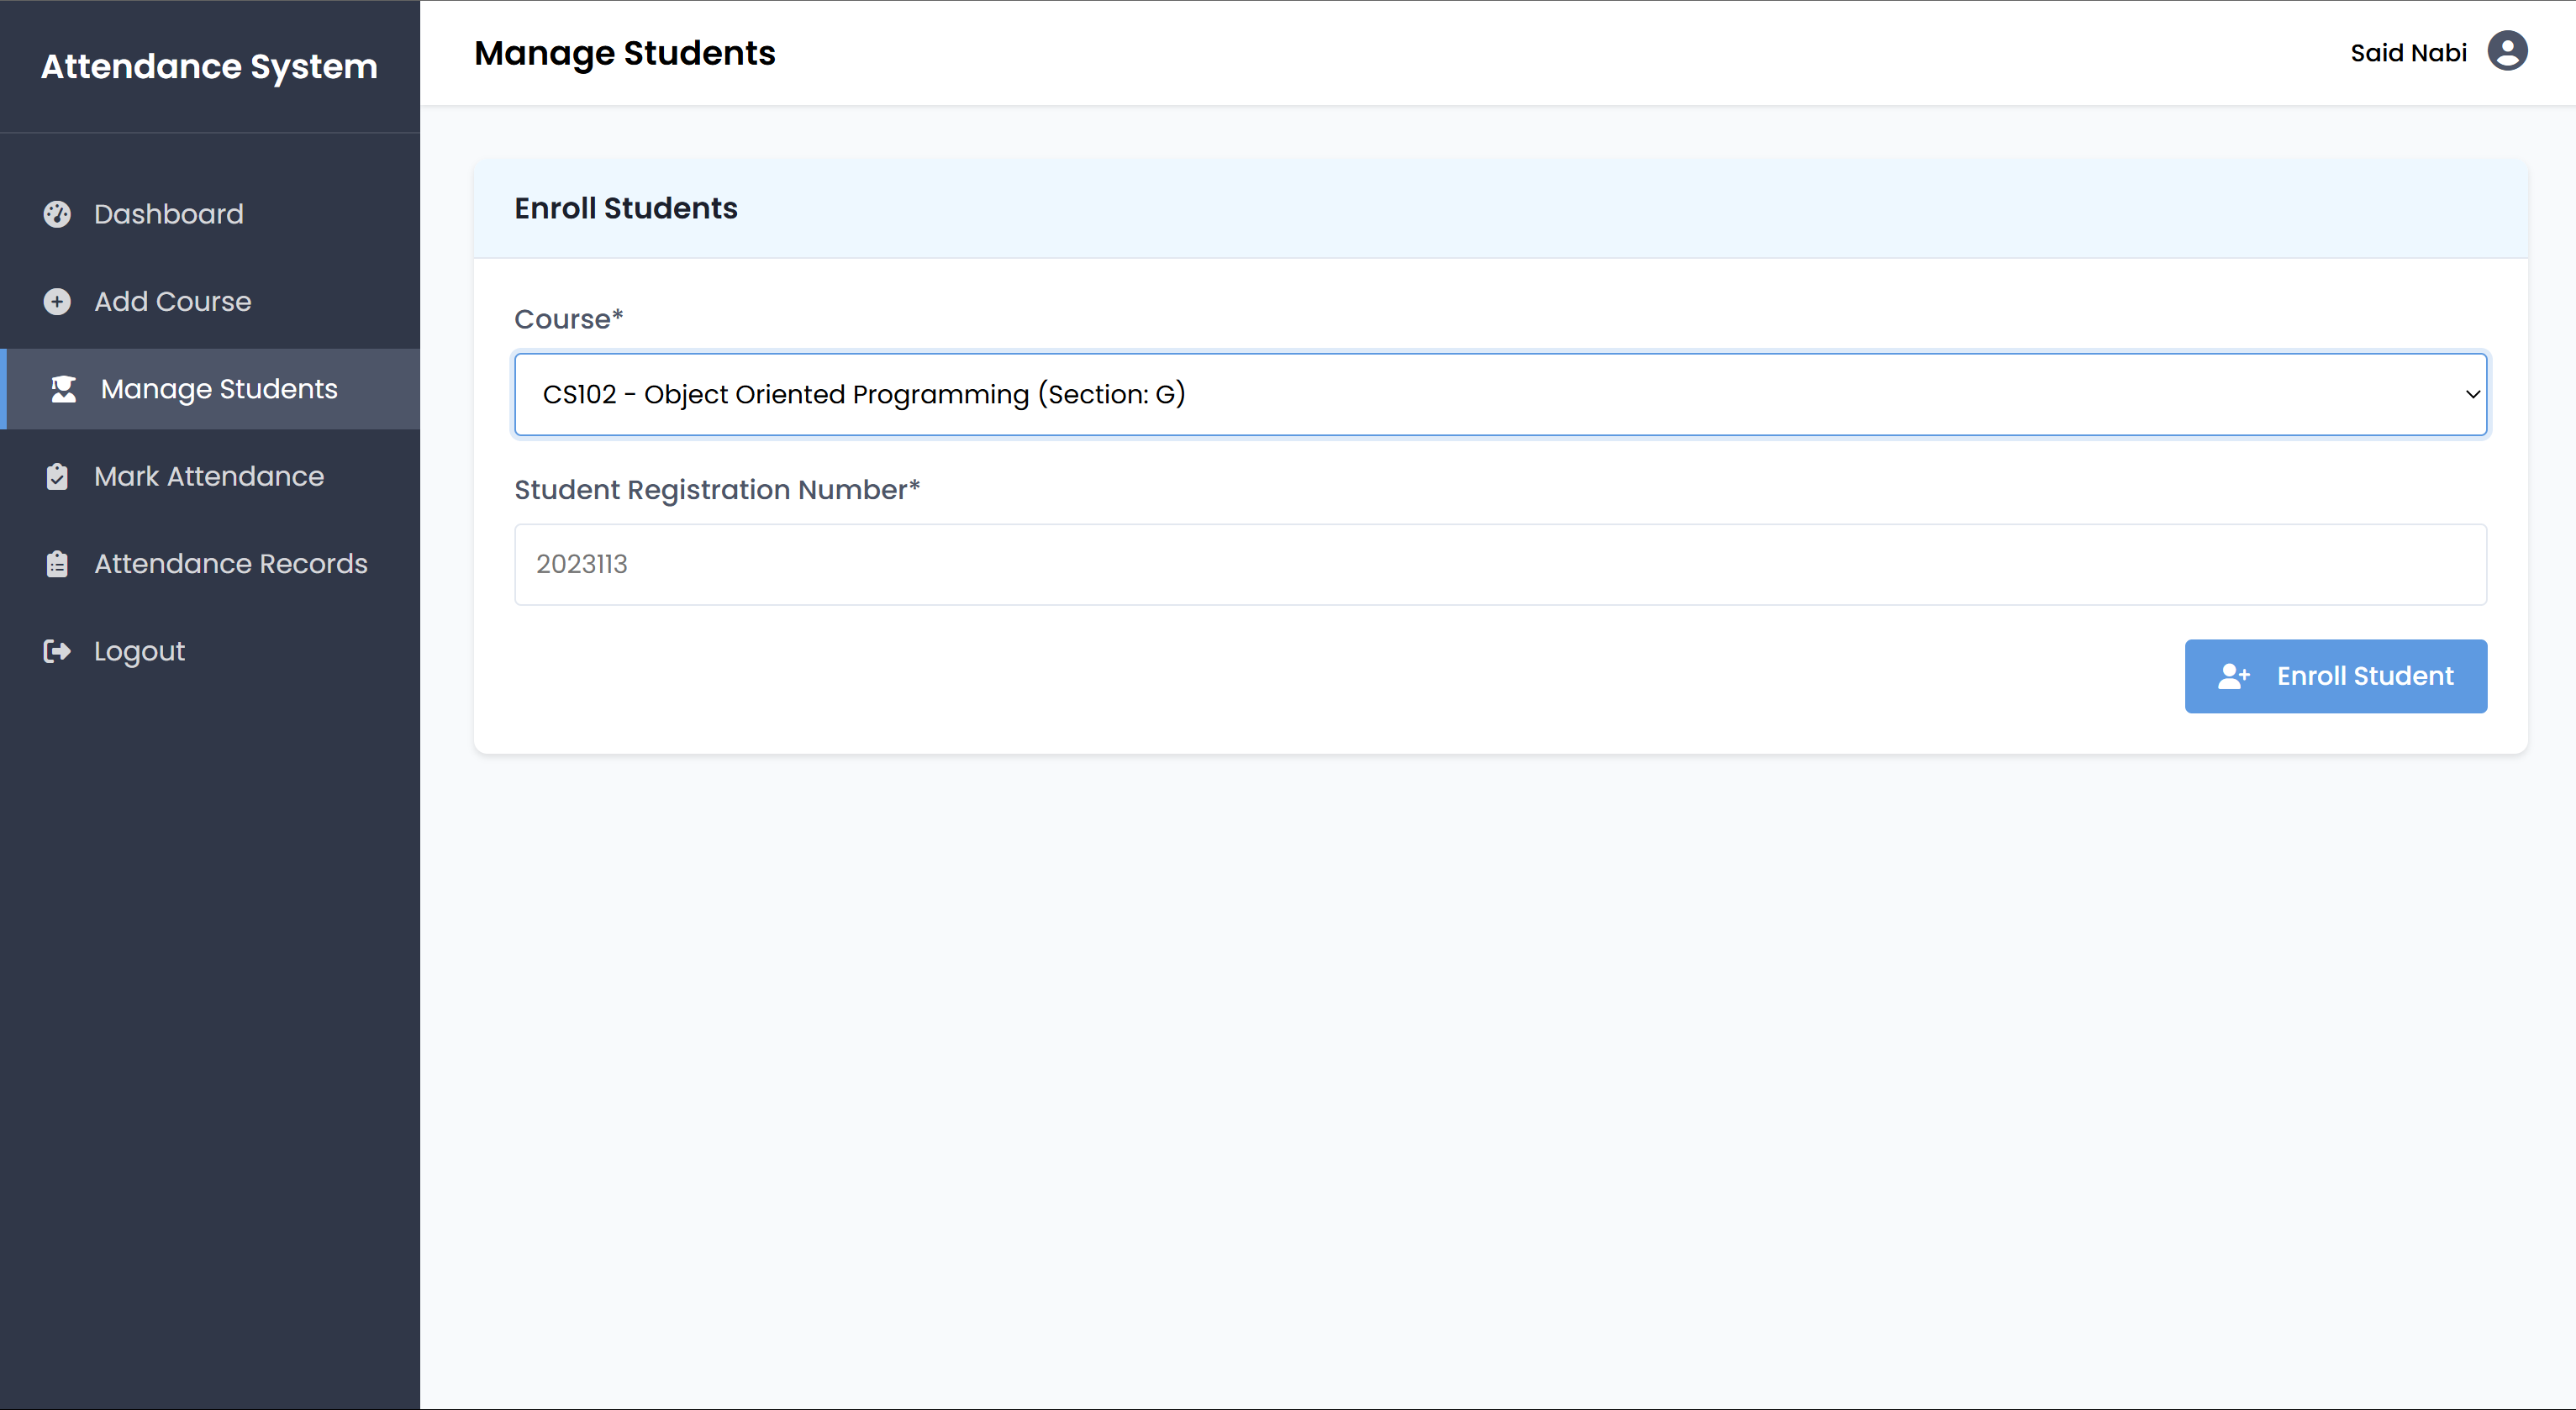 Attendance System
Dashboard
Add Course
Manage Students
Mark Attendance
Attendance Records
Logout
Manage Students
Said Nabi
Enroll Students
Course*
CS102 - Object Oriented Programming (Section: G)
Student Registration Number*
2023113
Enroll Student